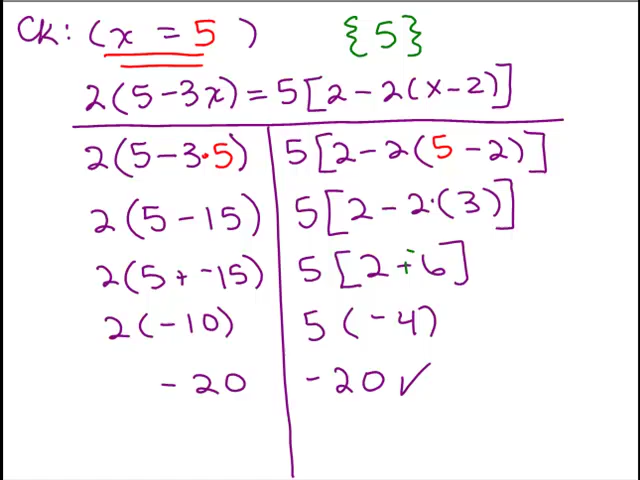 CK: (x = 5) {5}
2(5-3x) = 5[2-2(x-2)]
2(5-3·5) 5[2-2(5-2)]
2(5-15) 5[2-2·(3)]
2(5+-15) 5[2+-6]
2(-10) 5(-4)
-20 -20✓